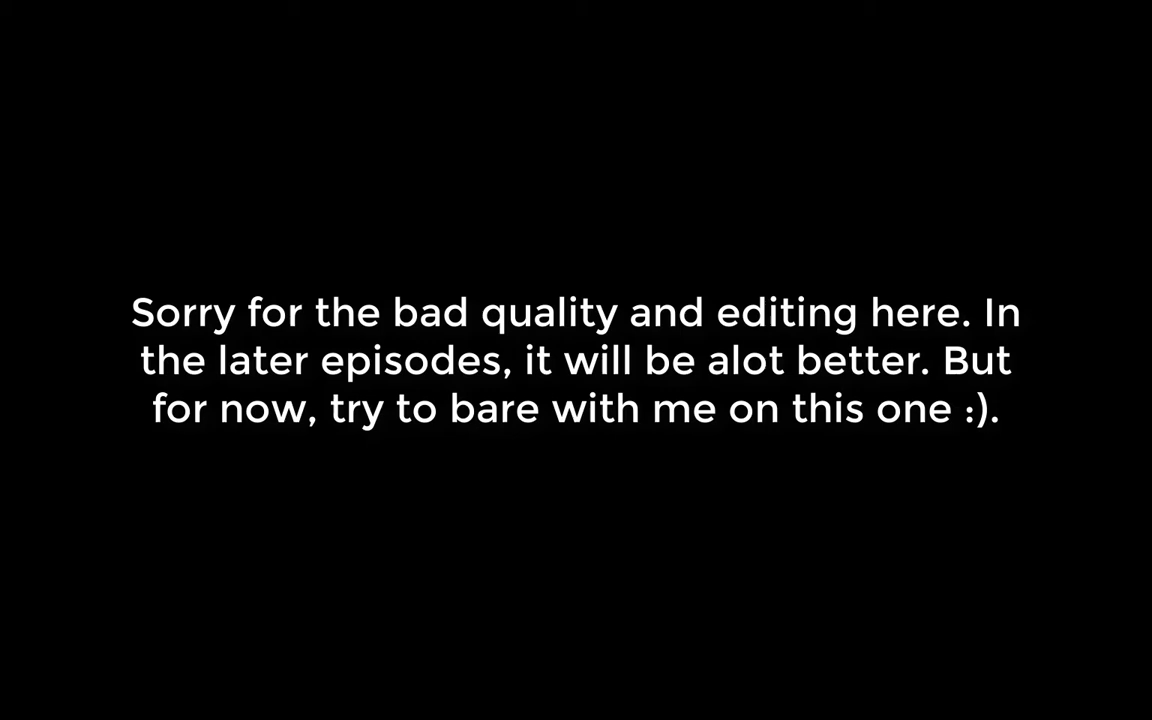 Sorry for the bad quality and editing here. In
the later episodes, it will be alot better. But
for now, try to bare with me on this one :).